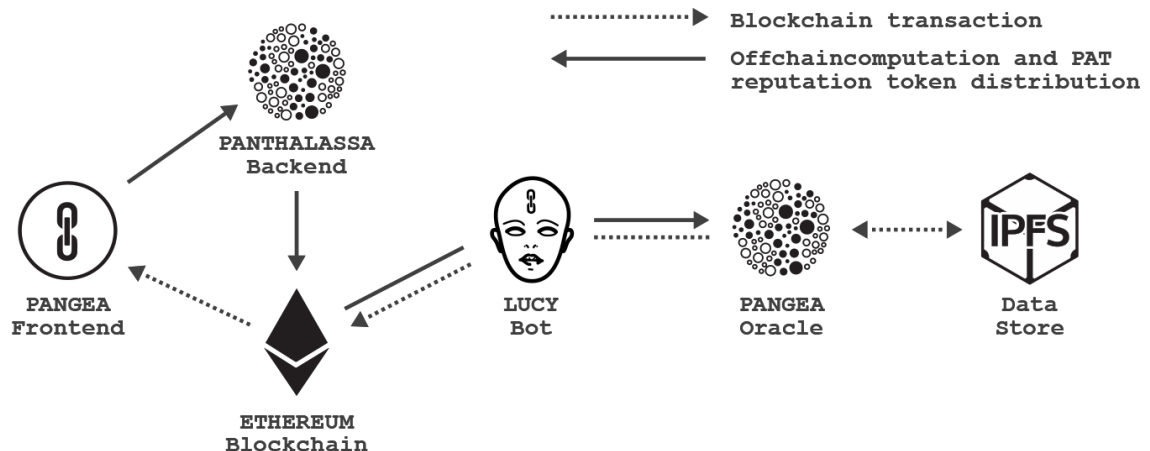 Blockchain transaction
Offchaincomputation and PAT
reputation token distribution
PANTHALASSA
Backend
PANGEA
Frontend
ETHEREUM
Blockchain
LUCY
Bot
PANGEA
Oracle
IPFS
Data
Store